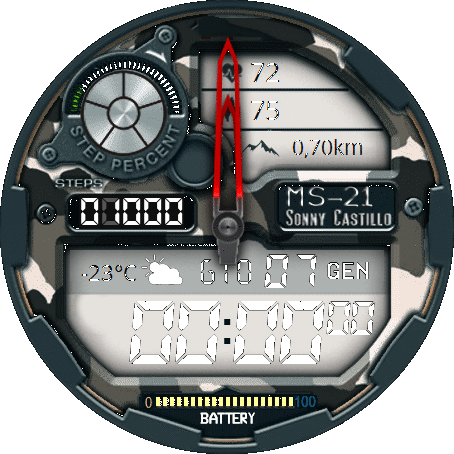 72
75
0,70km
STEP PERCENT
STEPS
01000
MS-21
SONNY CASTILLO
-23°C GIO 07 GEN
00:00 00
0 100
BATTERY